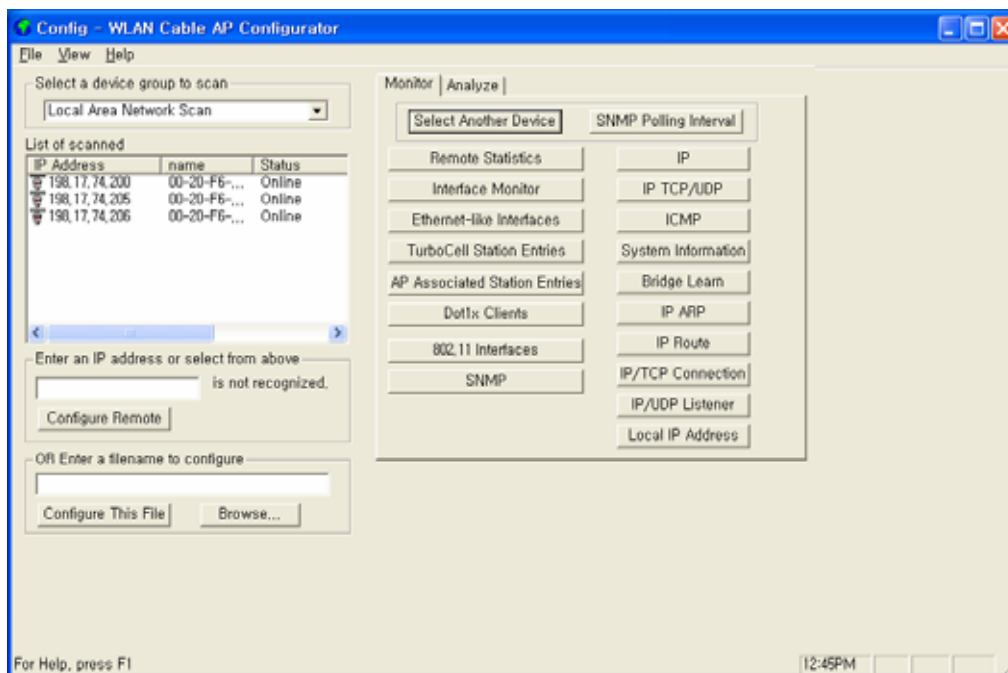 Config - WLAN Cable AP Configurator
File View Help
Select a device group to scan
Local Area Network Scan
List of scanned
IP Address name Status
198,17,74,200 00-20-F6-... Online
198,17,74,205 00-20-F6-... Online
198,17,74,206 00-20-F6-... Online
Enter an IP address or select from above
is not recognized,
Configure Remote
OR Enter a filename to configure
Configure This File Browse...
Monitor Analyze
Select Another Device SNMP Polling Interval
Remote Statistics IP
Interface Monitor IP TCP/UDP
Ethernet-like Interfaces ICMP
TurboCell Station Entries System Information
AP Associated Station Entries Bridge Learn
Dot1x Clients IP ARP
802,11 Interfaces IP Route
SNMP IP/TCP Connection
IP/UDP Listener
Local IP Address
For Help, press F1 12:45PM